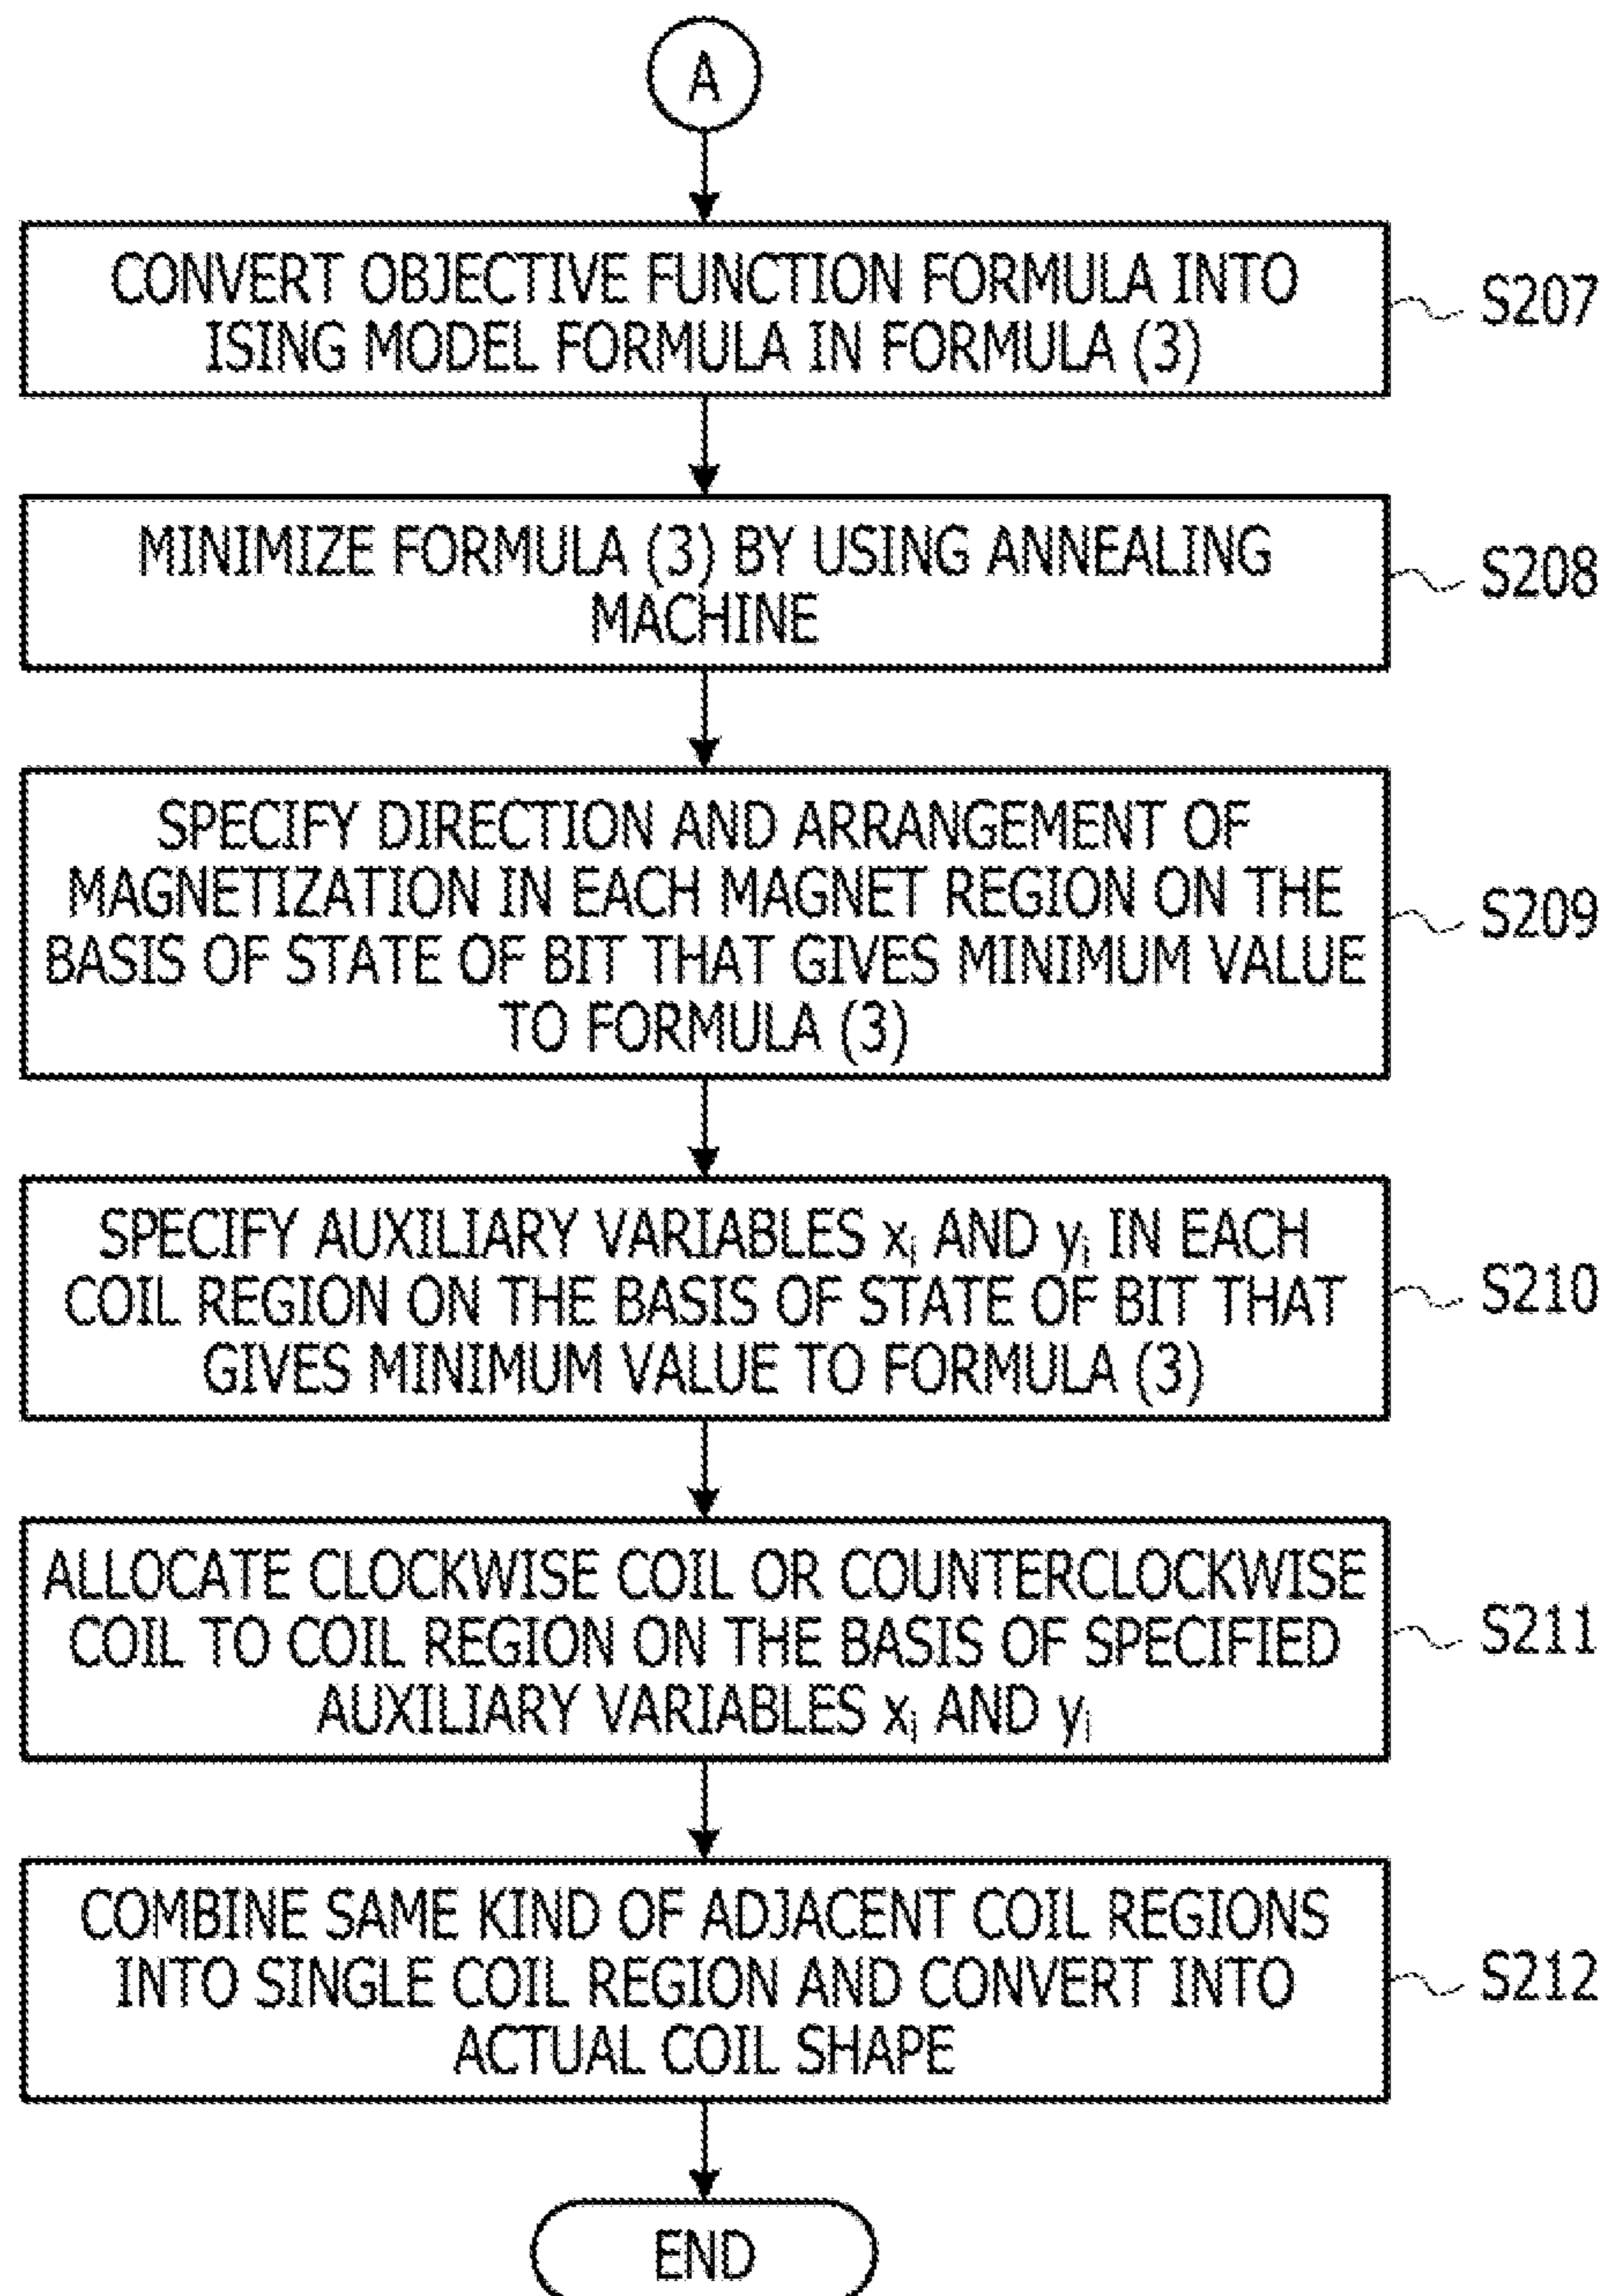 A
CONVERT OBJECTIVE FUNCTION FORMULA INTO
ISING MODEL FORMULA IN FORMULA (3)
S207
MINIMIZE FORMULA (3) BY USING ANNEALING
MACHINE
S208
SPECIFY DIRECTION AND ARRANGEMENT OF
MAGNETIZATION IN EACH MAGNET REGION ON THE
BASIS OF STATE OF BIT THAT GIVES MINIMUM VALUE
TO FORMULA (3)
S209
SPECIFY AUXILIARY VARIABLES xi AND yi IN EACH
COIL REGION ON THE BASIS OF STATE OF BIT THAT
GIVES MINIMUM VALUE TO FORMULA (3)
S210
ALLOCATE CLOCKWISE COIL OR COUNTERCLOCKWISE
COIL TO COIL REGION ON THE BASIS OF SPECIFIED
AUXILIARY VARIABLES xi AND yi
S211
COMBINE SAME KIND OF ADJACENT COIL REGIONS
INTO SINGLE COIL REGION AND CONVERT INTO
ACTUAL COIL SHAPE
S212
END